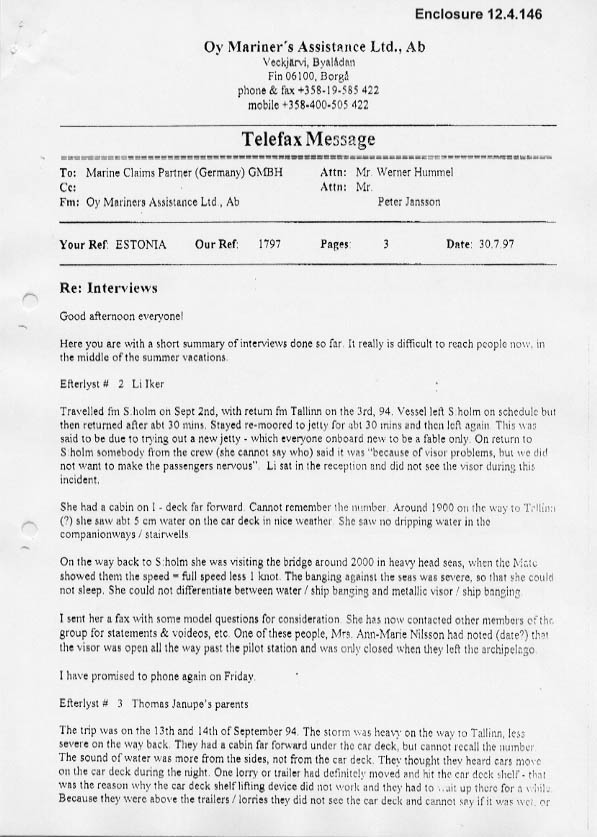 Enclosure 12.4.146
Oy Mariner's Assistance Ltd., Ab
Veckjärvi, Byalådan
Fin 06100, Borgå
phone & fax +358-19-585 422
mobile +358-400-505 422
Telefax Message
To: Marine Claims Partner (Germany) GMBH Attn: Mr. Werner Hummel
Cc: Attn: Mr.
Fm: Oy Mariners Assistance Ltd., Ab Peter Jansson
Your Ref: ESTONIA Our Ref: 1797 Pages: 3 Date: 30.7.97
Re: Interviews
Good afternoon everyone!
Here you are with a short summary of interviews done so far. It really is difficult to reach people now, in
the middle of the summer vacations.
Efterlyst # 2 Li Iker
Travelled fm S:holm on Sept 2nd, with return fm Tallinn on the 3rd, 94. Vessel left S:holm on schedule but
then returned after abt 30 mins. Stayed re-moored to jetty for abt 30 mins and then left again. This was
said to be due to trying out a new jetty - which everyone onboard new to be a fable only. On return to
S:holm somebody from the crew (she cannot say who) said it was "because of visor problems, but we did
not want to make the passengers nervous". Li sat in the reception and did not see the visor during this
incident.
She had a cabin on 1 - deck far forward. Cannot remember the number. Around 1900 on the way to Tallinn
(?) she saw abt 5 cm water on the car deck in nice weather. She saw no dripping water in the
companionways / stairwells.
On the way back to S:holm she was visiting the bridge around 2000 in heavy head seas, when the Mate
showed them the speed = full speed less 1 knot. The banging against the seas was severe, so that she could
not sleep. She could not differentiate between water / ship banging and metallic visor / ship banging.
I sent her a fax with some model questions for consideration. She has now contacted other members of the
group for statements & voideos, etc. One of these people, Mrs. Ann-Marie Nilsson had noted (date?) that
the visor was open all the way past the pilot station and was only closed when they left the archipelago.
I have promised to phone again on Friday.
Efterlyst # 3 Thomas Janupe's parents
The trip was on the 13th and 14th of September 94. The storm was heavy on the way to Tallinn, less
severe on the way back. They had a cabin far forward under the car deck, but cannot recall the number.
The sound of water was more from the sides, not from the car deck. They thought they heard cars move
on the car deck during the night. One lorry or trailer had definitely moved and hit the car deck shelf - that
was the reason why the car deck shelf lifting device did not work and they had to wait up there for a while.
Because they were above the trailers / lorries they did not see the car deck and cannot say if it was wet, or